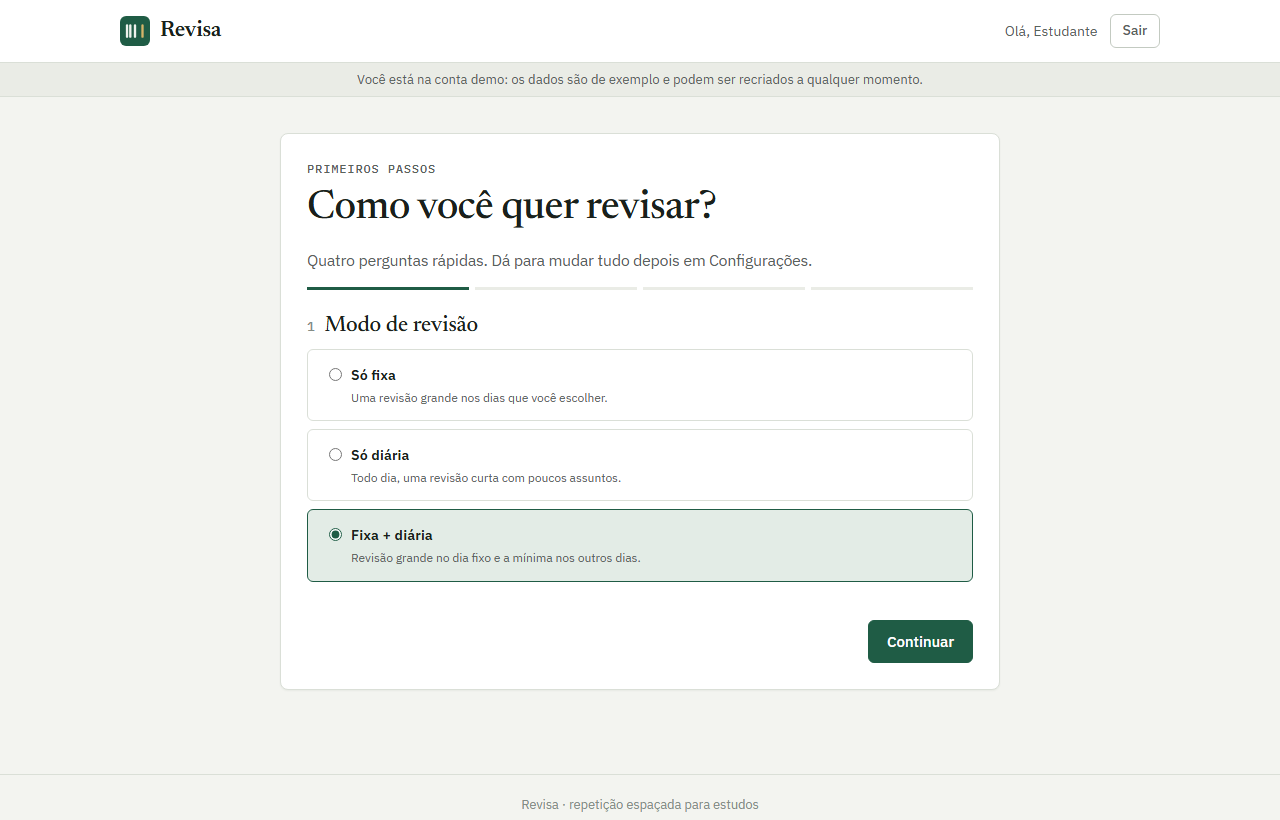 Revisa
Olá, Estudante
Sair
Você está na conta demo: os dados são de exemplo e podem ser recriados a qualquer momento.
PRIMEIROS PASSOS
Como você quer revisar?
Quatro perguntas rápidas. Dá para mudar tudo depois em Configurações.
1 Modo de revisão
Só fixa
Uma revisão grande nos dias que você escolher.
Só diária
Todo dia, uma revisão curta com poucos assuntos.
Fixa + diária
Revisão grande no dia fixo e a mínima nos outros dias.
Continuar
Revisa · repetição espaçada para estudos